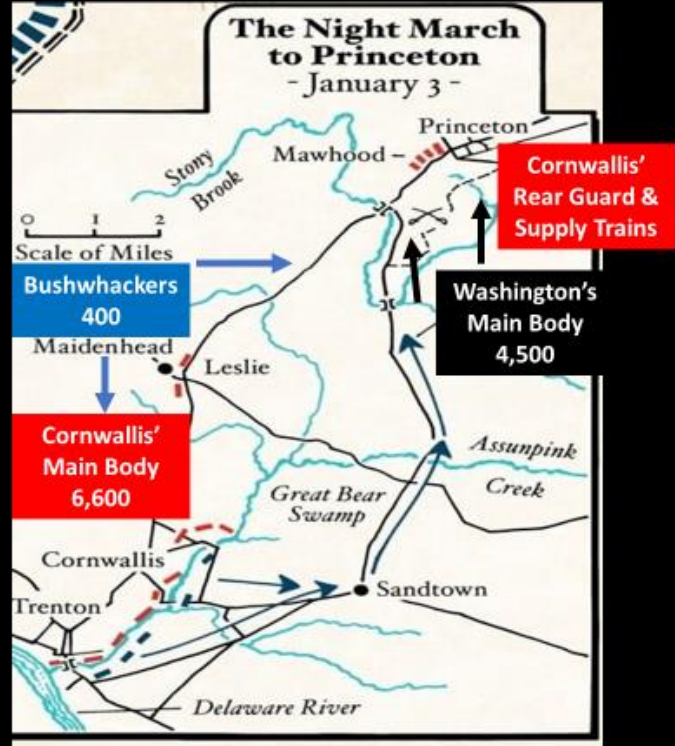 The Night March
to Princeton
- January 3 -
Princeton
Mawhood
Stony
Brook
Cornwallis'
Rear Guard &
Supply Trains
0 1 2
Scale of Miles
Bushwhackers
400
Washington's
Main Body
4,500
Maidenhead
Leslie
Cornwallis'
Main Body
6,600
Assunpink
Creek
Great Bear
Swamp
Cornwallis
Sandtown
Trenton
Delaware River